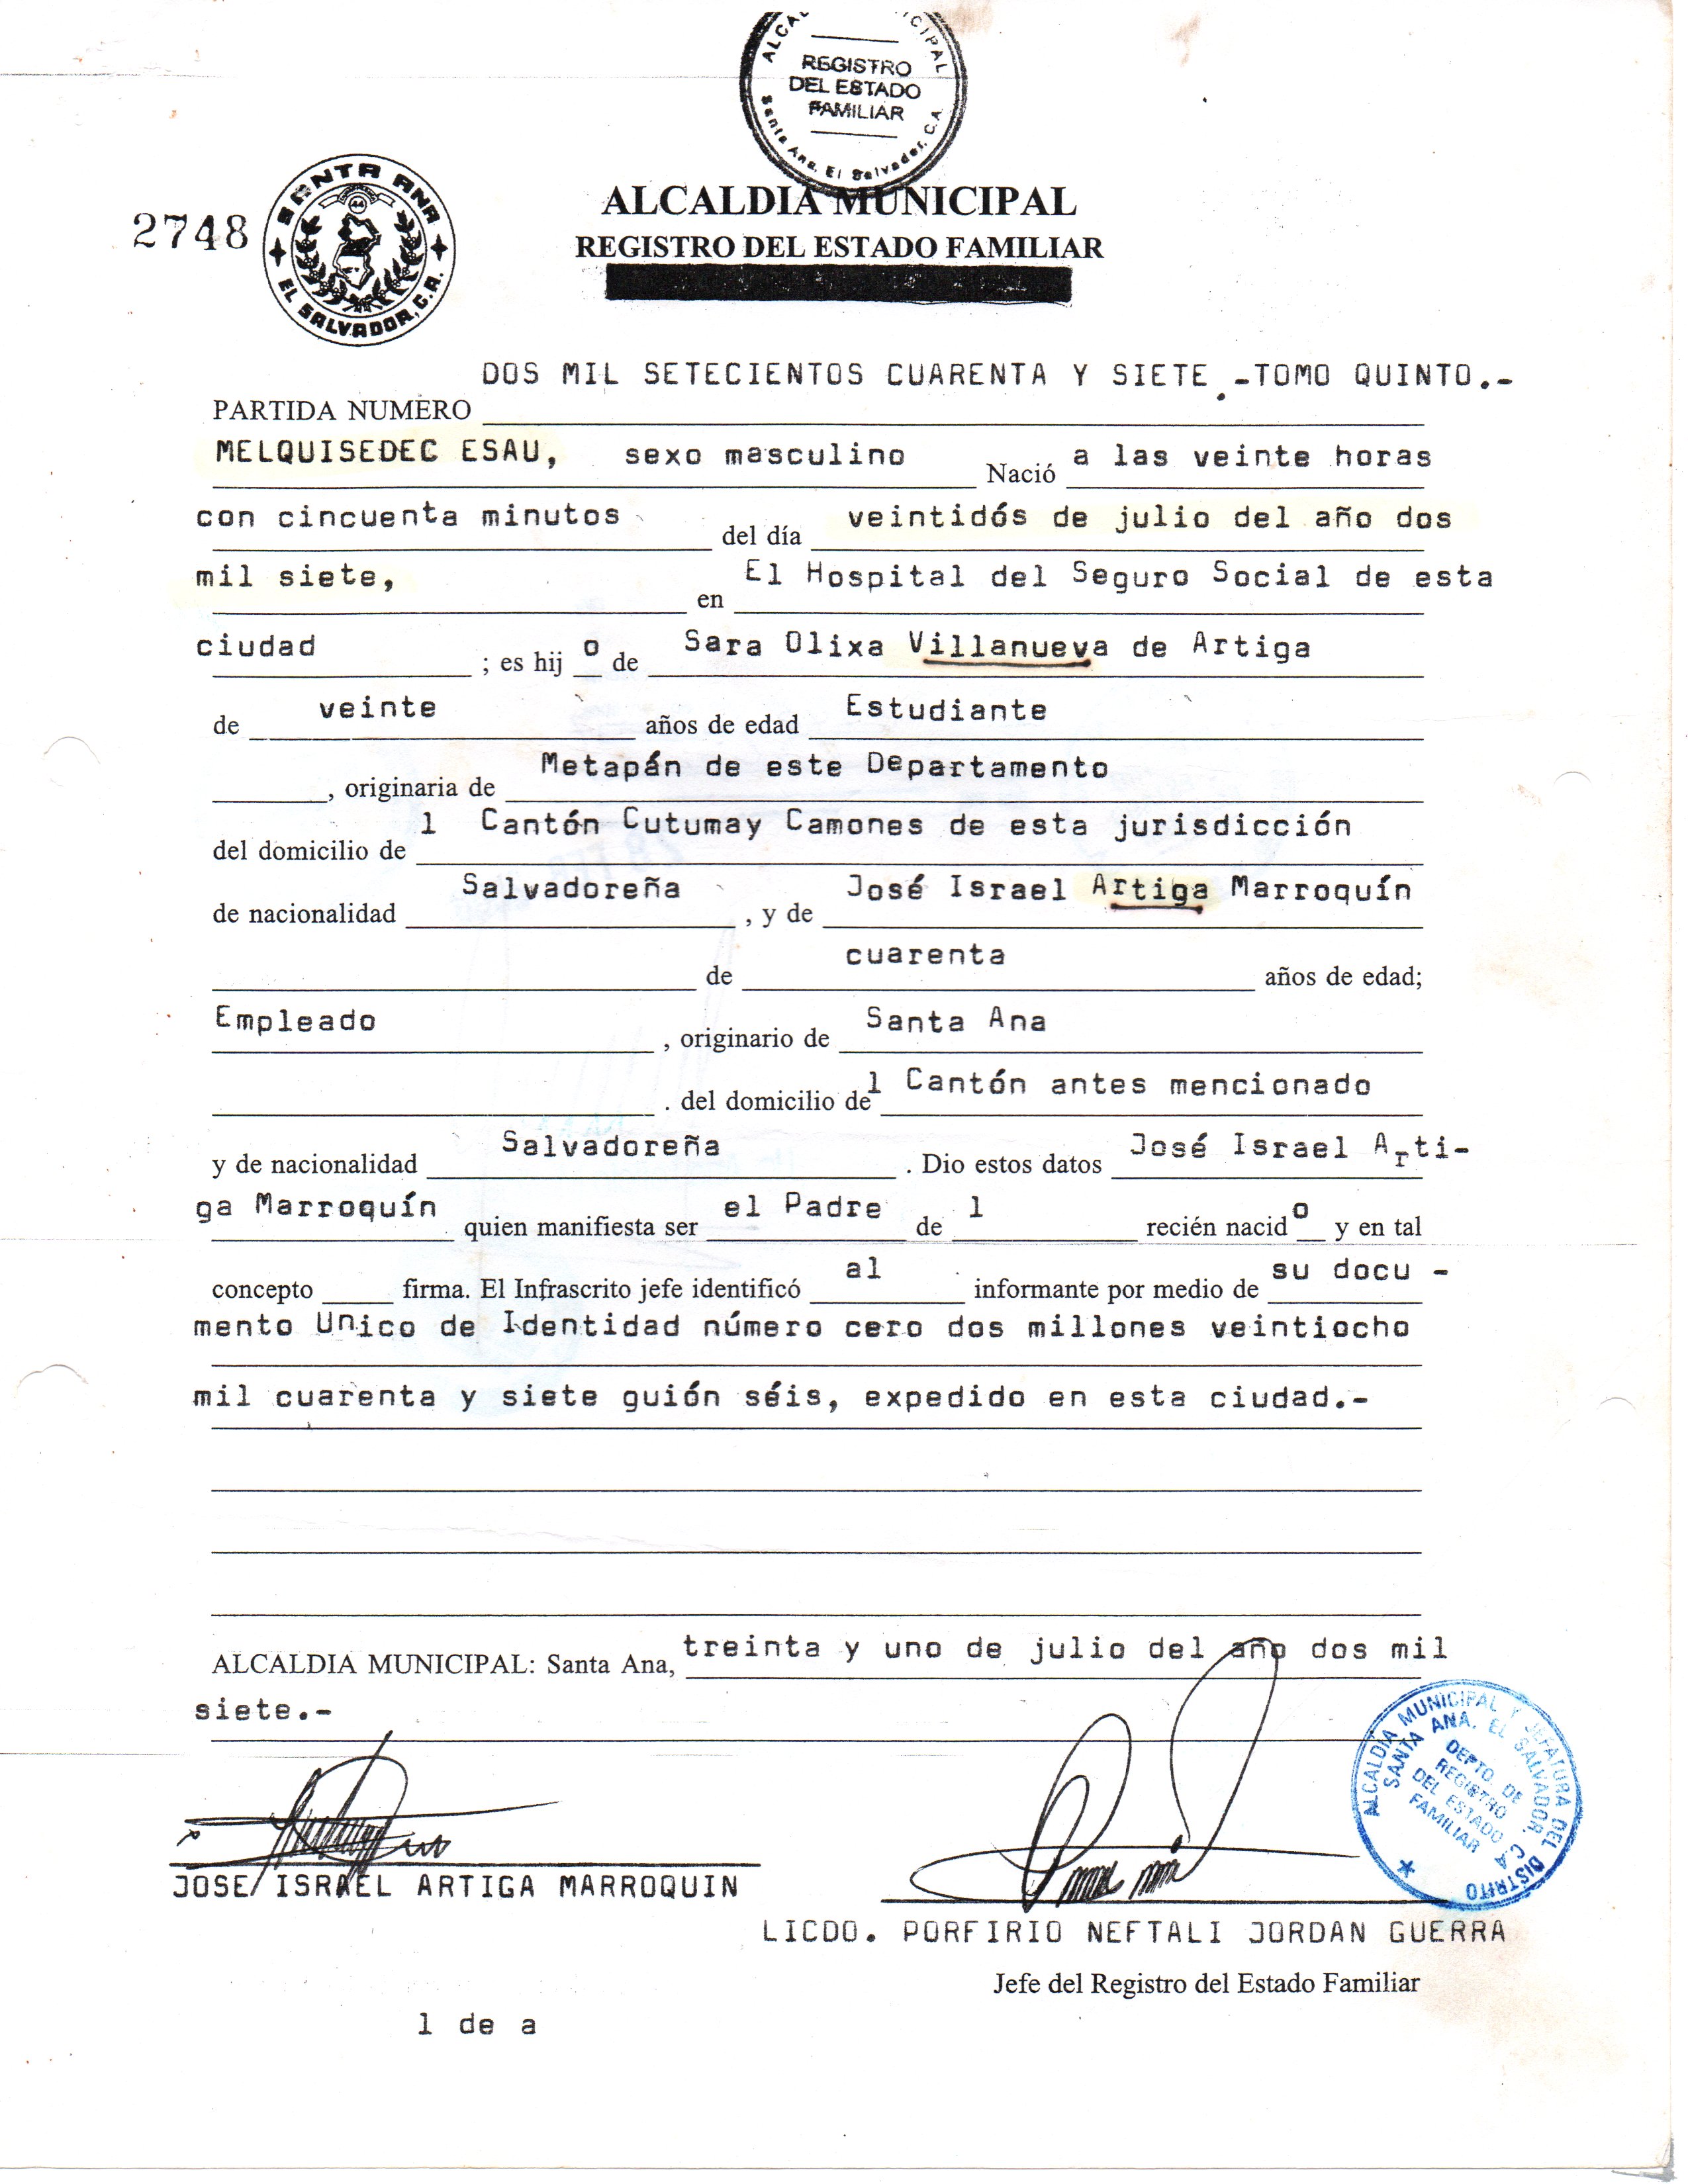 ALCALDIA MUNICIPAL
REGISTRO
DEL ESTADO
FAMILIAR
Santa Ana, El Salvador, C.A.
2748
SANTA ANA
44
EL SALVADOR, C.A.
ALCALDIA MUNICIPAL
REGISTRO DEL ESTADO FAMILIAR
PARTIDA NUMERO DOS MIL SETECIENTOS CUARENTA Y SIETE.-TOMO QUINTO.-
MELQUISEDEC ESAU, sexo masculino Nació a las veinte horas
con cincuenta minutos del día veintidós de julio del año dos
mil siete, en El Hospital del Seguro Social de esta
ciudad ; es hij o de Sara Olixa Villanueva de Artiga
de veinte años de edad Estudiante
, originaria de Metapán de este Departamento
del domicilio de l Cantón Cutumay Camones de esta jurisdicción
de nacionalidad Salvadoreña , y de José Israel Artiga Marroquín
de cuarenta años de edad;
Empleado , originario de Santa Ana
. del domicilio de l Cantón antes mencionado
y de nacionalidad Salvadoreña . Dio estos datos José Israel Arti-
ga Marroquín quien manifiesta ser el Padre de l recién nacid o y en tal
concepto firma. El Infrascrito jefe identificó al informante por medio de su docu -
mento Unico de Identidad número cero dos millones veintiocho
mil cuarenta y siete guión séis, expedido en esta ciudad.-
ALCALDIA MUNICIPAL: Santa Ana, treinta y uno de julio del año dos mil
siete.-
ALCALDIA MUNICIPAL Y JEFATURA DEL DISTRITO
SANTA ANA. EL SALVADOR, C.A
DEPTO. DE
REGISTRO
DEL ESTADO
FAMILIAR
JOSE ISRAEL ARTIGA MARROQUIN
LICDO. PORFIRIO NEFTALI JORDAN GUERRA
Jefe del Registro del Estado Familiar
l de a